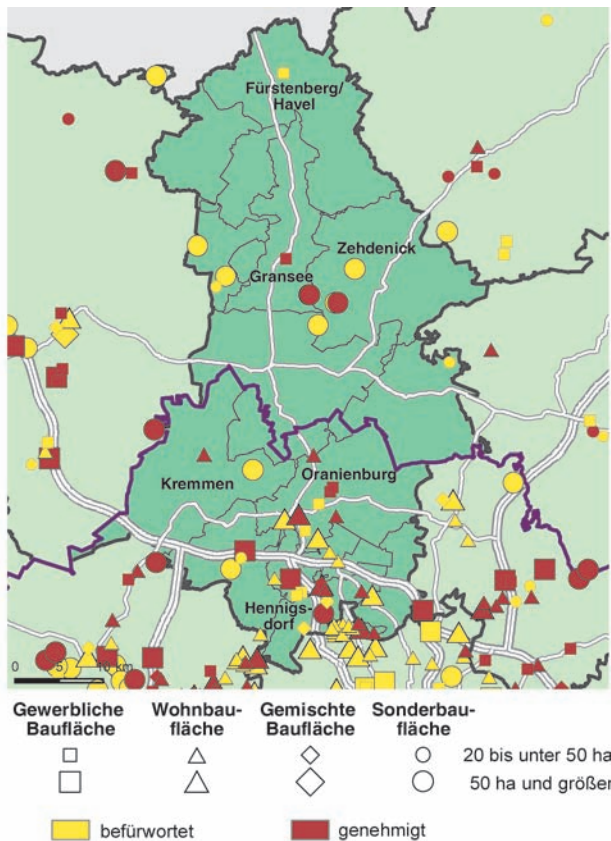 Fürstenberg/
Havel
Zehdenick
Gransee
Kremmen
Oranienburg
Hennigs-
dorf
0 5 10 km
Gewerbliche Baufläche
Wohnbau-
fläche
Gemischte Baufläche
Sonderbau-
fläche
20 bis unter 50 ha
50 ha und größer
befürwortet
genehmigt